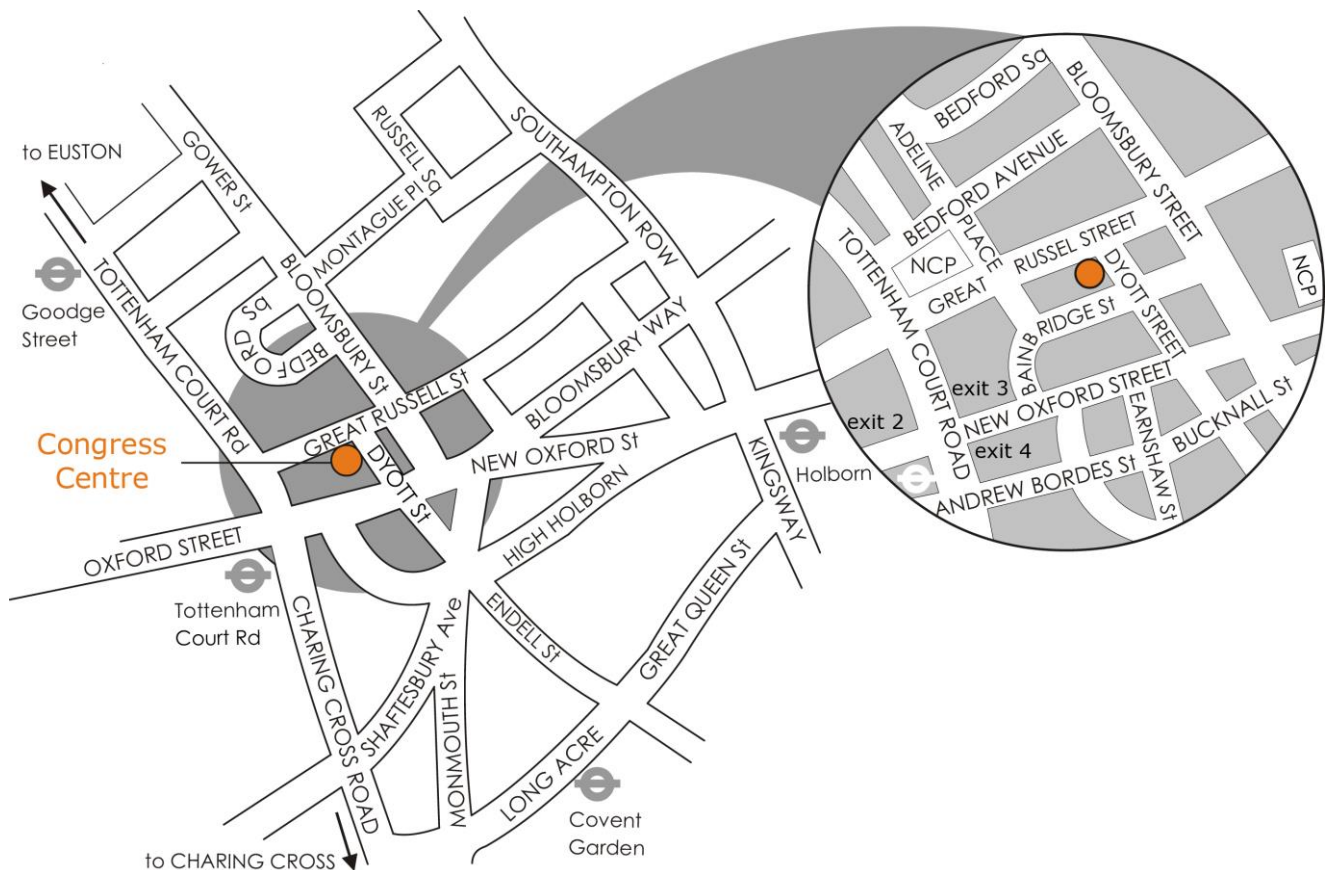 to EUSTON
GOWER St
RUSSELL Sq
MONTAGUE Pl
SOUTHAMPTON ROW
Goodge
Street
TOTTENHAM COURT Rd
BEDFORD Sq
BLOOMSBURY St
GREAT RUSSELL St
BLOOMSBURY WAY
Congress
Centre
DYOTT St
NEW OXFORD St
HIGH HOLBORN
KINGSWAY
Holborn
OXFORD STREET
Tottenham
Court Rd
CHARING CROSS ROAD
SHAFTESBURY Ave
MONMOUTH St
ENDELL St
GREAT QUEEN St
LONG ACRE
Covent
Garden
to CHARING CROSS
BEDFORD Sq
BLOOMSBURY STREET
ADELINE PLACE
BEDFORD AVENUE
TOTTENHAM COURT ROAD
NCP
GREAT RUSSEL STREET
DYOTT STREET
NCP
BAINBRIDGE St
exit 3
exit 2
NEW OXFORD STREET
exit 4
EARNSHAW St
BUCKNALL St
ANDREW BORDES St